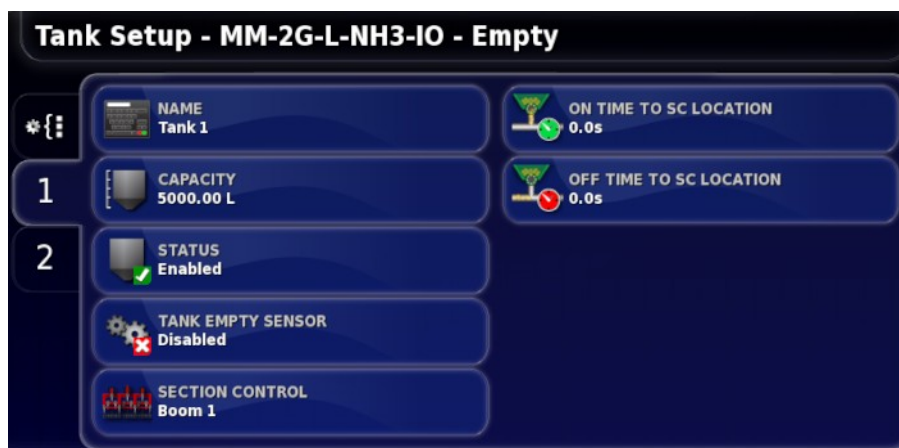 Tank Setup - MM-2G-L-NH3-IO - Empty
1
2
NAME
Tank 1
CAPACITY
5000.00 L
STATUS
Enabled
TANK EMPTY SENSOR
Disabled
SECTION CONTROL
Boom 1
ON TIME TO SC LOCATION
0.0s
OFF TIME TO SC LOCATION
0.0s